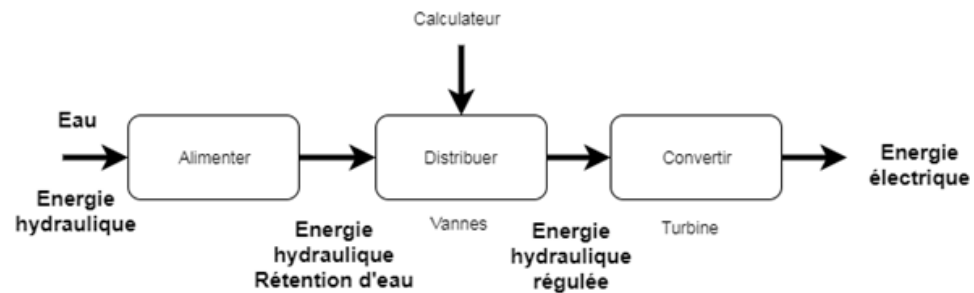 Calculateur
Eau
Alimenter
Distribuer
Convertir
Energie
électrique
Energie
hydraulique
Energie
hydraulique
Rétention d'eau
Vannes
Energie
hydraulique
régulée
Turbine